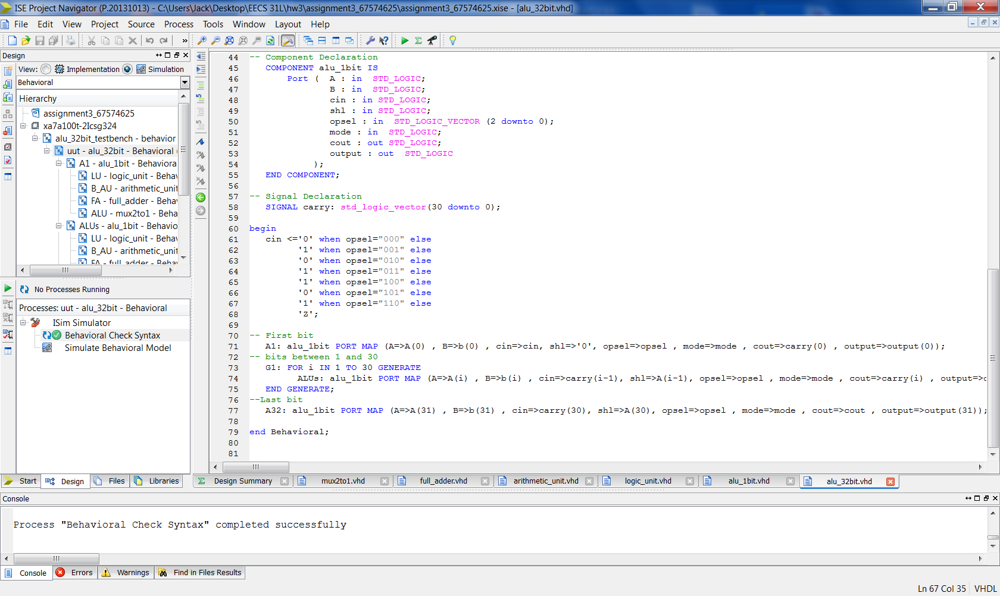 ISE Project Navigator (P.20131013) - C:\Users\Jack\Desktop\EECS 31L\hw3\assignment3_67574625\assignment3_67574625.xise - [alu_32bit.vhd]
File Edit View Project Source Process Tools Window Layout Help
Design
View: Implementation Simulation
Behavioral
Hierarchy
assignment3_67574625
xa7a100t-2Icsg324
alu_32bit_testbench - behavior
uut - alu_32bit - Behavioral
A1 - alu_1bit - Behaviora
LU - logic_unit - Behav
B_AU - arithmetic_unit
FA - full_adder - Behav
ALU - mux2to1 - Beha
ALUs - alu_1bit - Behavio
LU - logic_unit - Behav
B_AU - arithmetic_unit
FA - full_adder - Behav
No Processes Running
Processes: uut - alu_32bit - Behavioral
ISim Simulator
Behavioral Check Syntax
Simulate Behavioral Model
Start Design Files Libraries
44 -- Component Declaration
45 COMPONENT alu_1bit IS
46 Port ( A : in STD_LOGIC;
47 B : in STD_LOGIC;
48 cin : in STD_LOGIC;
49 shl : in STD_LOGIC;
50 opsel : in STD_LOGIC_VECTOR (2 downto 0);
51 mode : in STD_LOGIC;
52 cout : out STD_LOGIC;
53 output : out STD_LOGIC
54 );
55 END COMPONENT;
56
57 -- Signal Declaration
58 SIGNAL carry: std_logic_vector(30 downto 0);
59
60 begin
61 cin <='0' when opsel="000" else
62 '1' when opsel="001" else
63 '0' when opsel="010" else
64 '1' when opsel="011" else
65 '1' when opsel="100" else
66 '0' when opsel="101" else
67 '1' when opsel="110" else
68 'Z';
69
70 -- First bit
71 A1: alu_1bit PORT MAP (A=>A(0) , B=>b(0) , cin=>cin, shl=>'0', opsel=>opsel , mode=>mode , cout=>carry(0) , output=>output(0));
72 -- bits between 1 and 30
73 G1: FOR i IN 1 TO 30 GENERATE
74 ALUs: alu_1bit PORT MAP (A=>A(i) , B=>b(i) , cin=>carry(i-1), shl=>A(i-1), opsel=>opsel , mode=>mode , cout=>carry(i) , output=>
75 END GENERATE;
76 --Last bit
77 A32: alu_1bit PORT MAP (A=>A(31) , B=>b(31) , cin=>carry(30), shl=>A(30), opsel=>opsel , mode=>mode , cout=>cout , output=>output(31));
78
79 end Behavioral;
80
81
Design Summary mux2to1.vhd full_adder.vhd arithmetic_unit.vhd logic_unit.vhd alu_1bit.vhd alu_32bit.vhd
Console
Process "Behavioral Check Syntax" completed successfully
Console Errors Warnings Find in Files Results
Ln 67 Col 35 VHDL